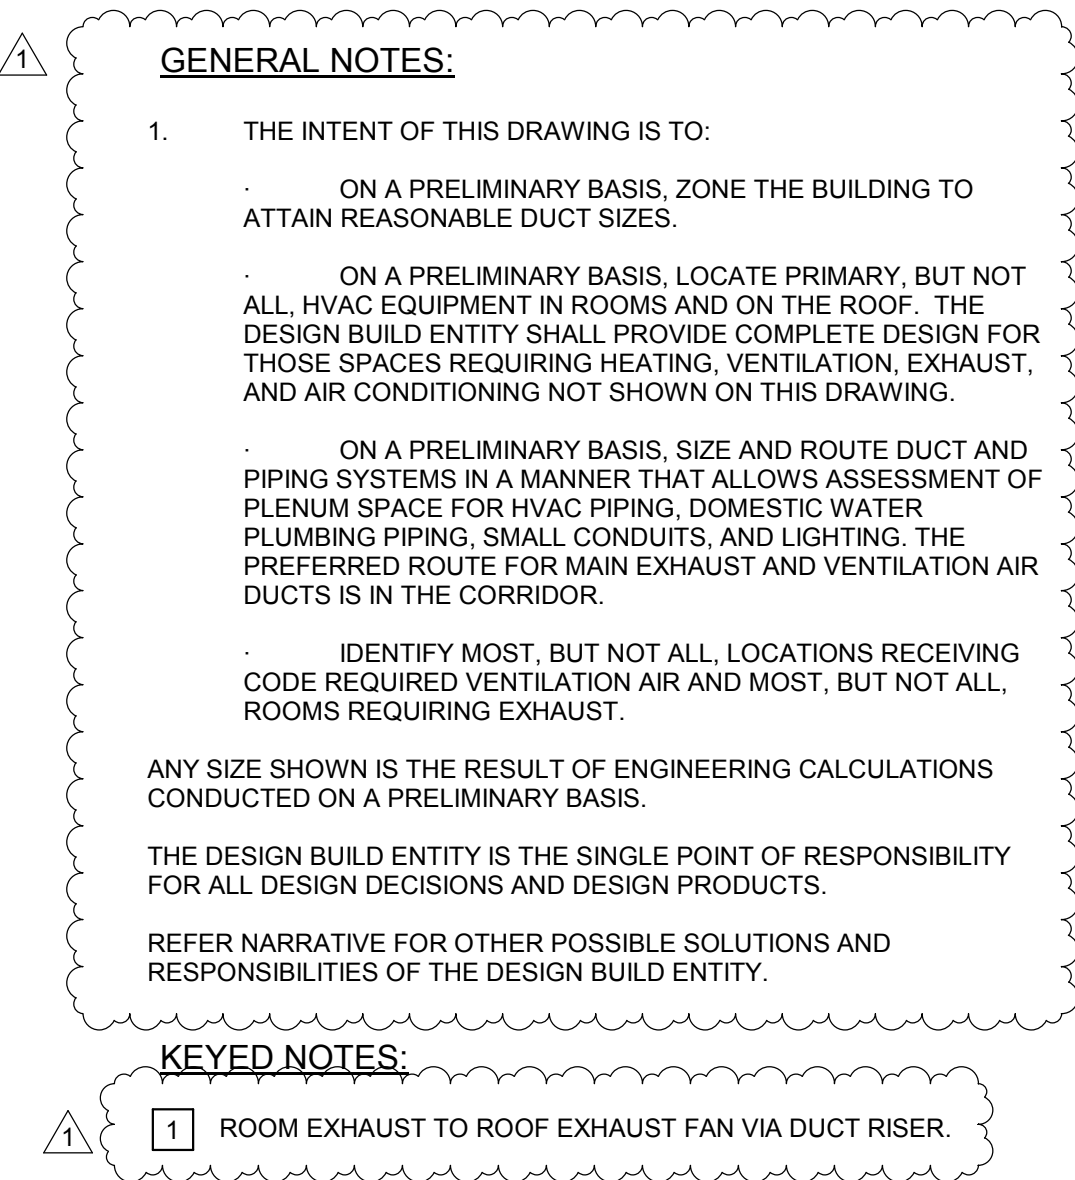 1
GENERAL NOTES:
1. THE INTENT OF THIS DRAWING IS TO:
· ON A PRELIMINARY BASIS, ZONE THE BUILDING TO
ATTAIN REASONABLE DUCT SIZES.
· ON A PRELIMINARY BASIS, LOCATE PRIMARY, BUT NOT
ALL, HVAC EQUIPMENT IN ROOMS AND ON THE ROOF. THE
DESIGN BUILD ENTITY SHALL PROVIDE COMPLETE DESIGN FOR
THOSE SPACES REQUIRING HEATING, VENTILATION, EXHAUST,
AND AIR CONDITIONING NOT SHOWN ON THIS DRAWING.
· ON A PRELIMINARY BASIS, SIZE AND ROUTE DUCT AND
PIPING SYSTEMS IN A MANNER THAT ALLOWS ASSESSMENT OF
PLENUM SPACE FOR HVAC PIPING, DOMESTIC WATER
PLUMBING PIPING, SMALL CONDUITS, AND LIGHTING. THE
PREFERRED ROUTE FOR MAIN EXHAUST AND VENTILATION AIR
DUCTS IS IN THE CORRIDOR.
· IDENTIFY MOST, BUT NOT ALL, LOCATIONS RECEIVING
CODE REQUIRED VENTILATION AIR AND MOST, BUT NOT ALL,
ROOMS REQUIRING EXHAUST.
ANY SIZE SHOWN IS THE RESULT OF ENGINEERING CALCULATIONS
CONDUCTED ON A PRELIMINARY BASIS.
THE DESIGN BUILD ENTITY IS THE SINGLE POINT OF RESPONSIBILITY
FOR ALL DESIGN DECISIONS AND DESIGN PRODUCTS.
REFER NARRATIVE FOR OTHER POSSIBLE SOLUTIONS AND
RESPONSIBILITIES OF THE DESIGN BUILD ENTITY.
KEYED NOTES:
1 1 ROOM EXHAUST TO ROOF EXHAUST FAN VIA DUCT RISER.